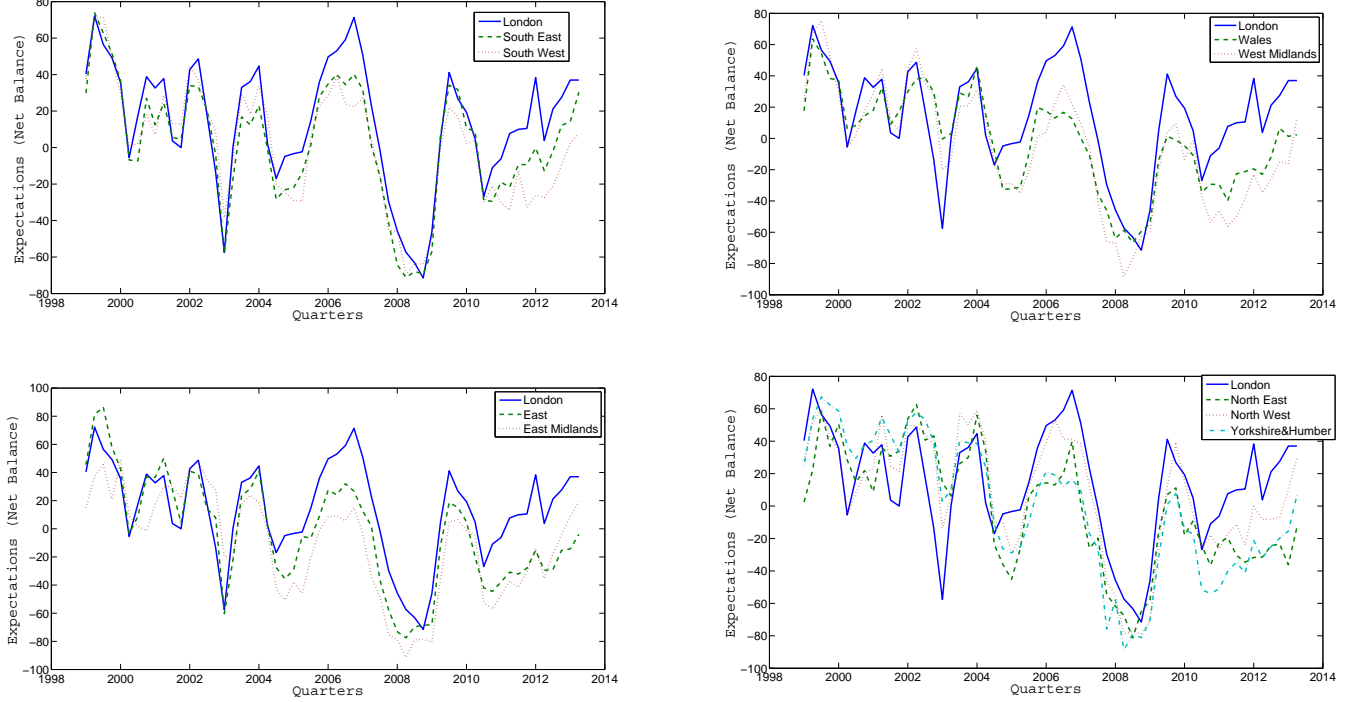 80
60
40
20
0
−20
−40
−60
−80
1998 2000 2002 2004 2006 2008 2010 2012 2014
Quarters
Expectations (Net Balance)
London
South East
South West
80
60
40
20
0
−20
−40
−60
−80
−100
1998 2000 2002 2004 2006 2008 2010 2012 2014
Quarters
Expectations (Net Balance)
London
Wales
West Midlands
100
80
60
40
20
0
−20
−40
−60
−80
−100
1998 2000 2002 2004 2006 2008 2010 2012 2014
Quarters
Expectations (Net Balance)
London
East
East Midlands
80
60
40
20
0
−20
−40
−60
−80
−100
1998 2000 2002 2004 2006 2008 2010 2012 2014
Quarters
Expectations (Net Balance)
London
North East
North West
Yorkshire&Humber